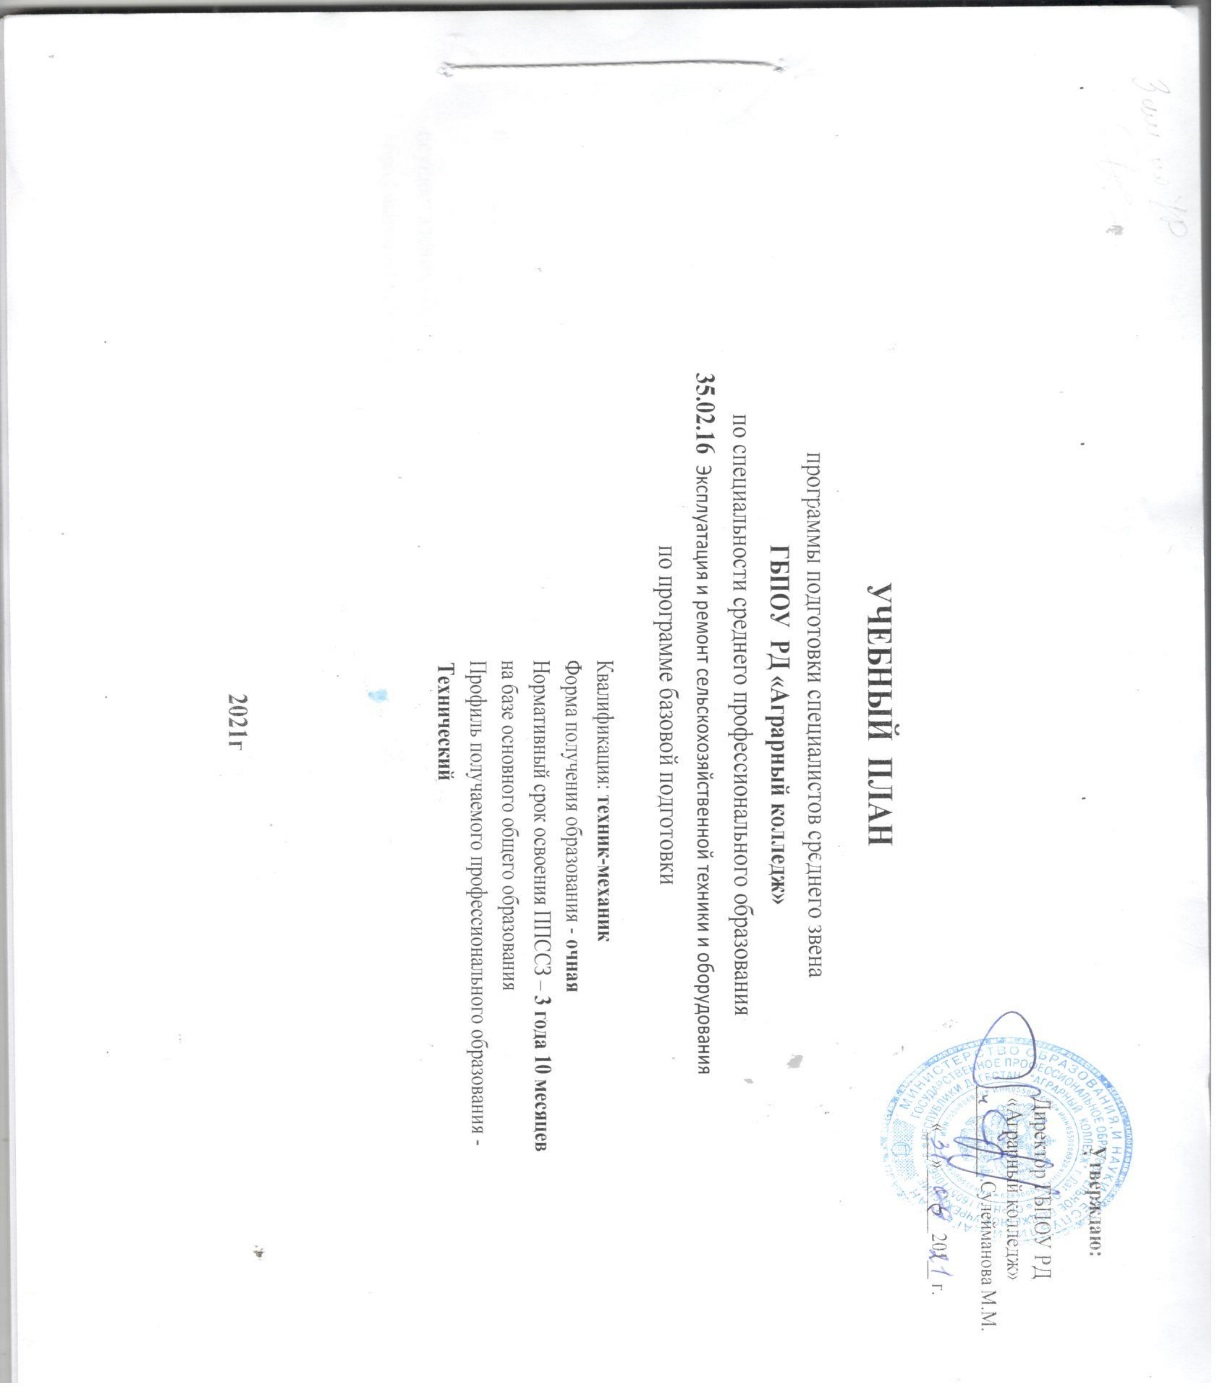 Утверждаю:
Директор ГБПОУ РД
«Аграрный колледж»
Сулейманова М.М.
«31» 2021 г.
УЧЕБНЫЙ ПЛАН
программы подготовки специалистов среднего звена
ГБПОУ РД «Аграрный колледж»
по специальности среднего профессионального образования
35.02.16 Эксплуатация и ремонт сельскохозяйственной техники и оборудования
по программе базовой подготовки
Квалификация: техник-механик
Форма получения образования - очная
Нормативный срок освоения ППССЗ – 3 года 10 месяцев
на базе основного общего образования
Профиль получаемого профессионального образования -
Технический
2021г